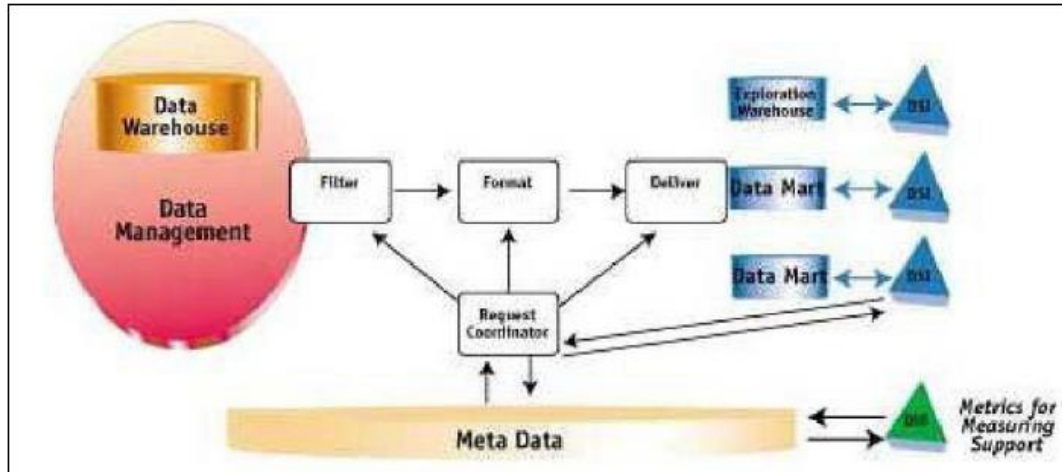 Data
Warehouse
Data
Management
Filter
Format
Deliver
Exploration
Warehouse
DSI
Data Mart
DSI
Data Mart
DSI
Request
Coordinator
Meta Data
Metrics for
Measuring
Support